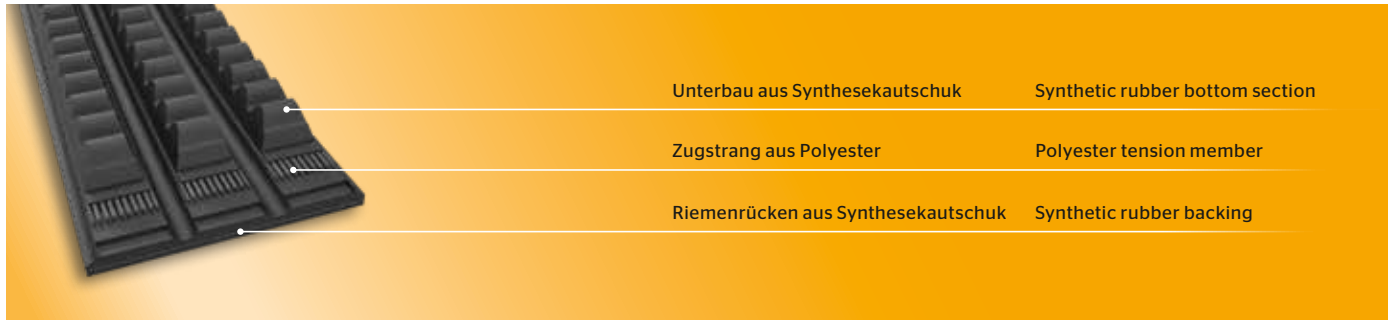 Unterbau aus Synthesekautschuk Synthetic rubber bottom section
Zugstrang aus Polyester Polyester tension member
Riemenrücken aus Synthesekautschuk Synthetic rubber backing